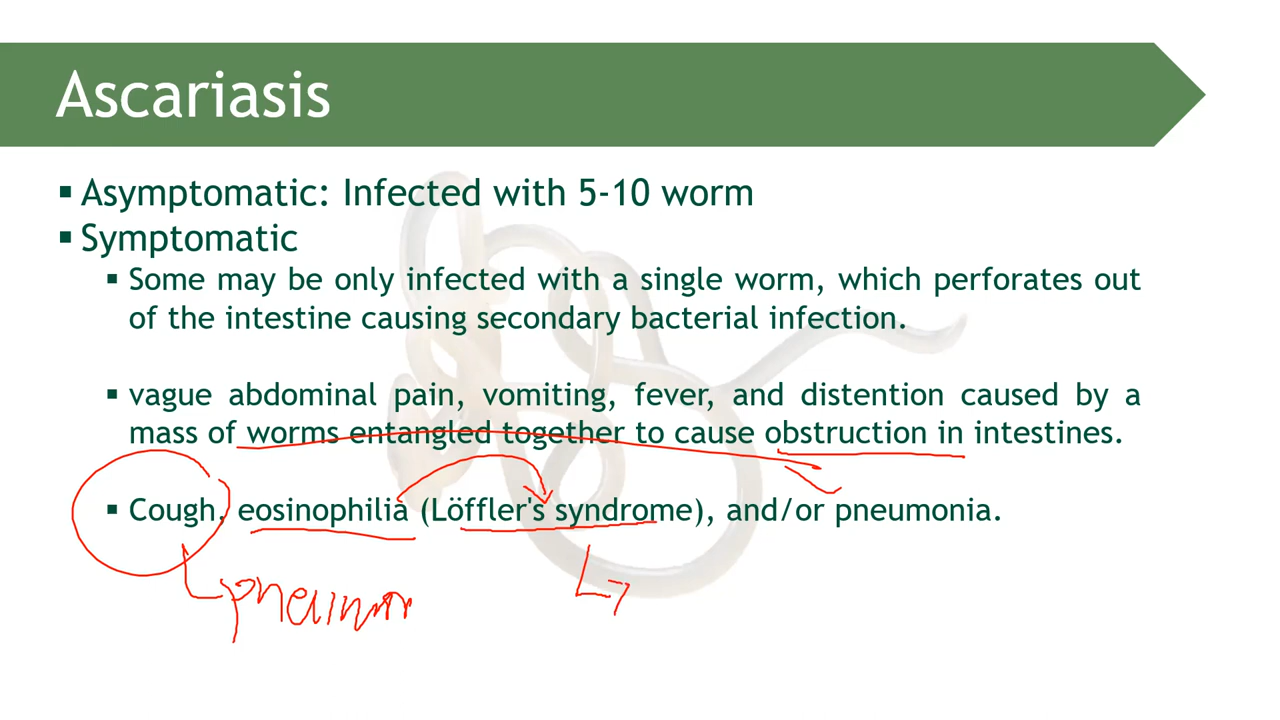 Ascariasis
▪ Asymptomatic: Infected with 5-10 worm
▪ Symptomatic
▪ Some may be only infected with a single worm, which perforates out
of the intestine causing secondary bacterial infection.
▪ vague abdominal pain, vomiting, fever, and distention caused by a
mass of worms entangled together to cause obstruction in intestines.
▪ Cough, eosinophilia (Löffler's syndrome), and/or pneumonia.